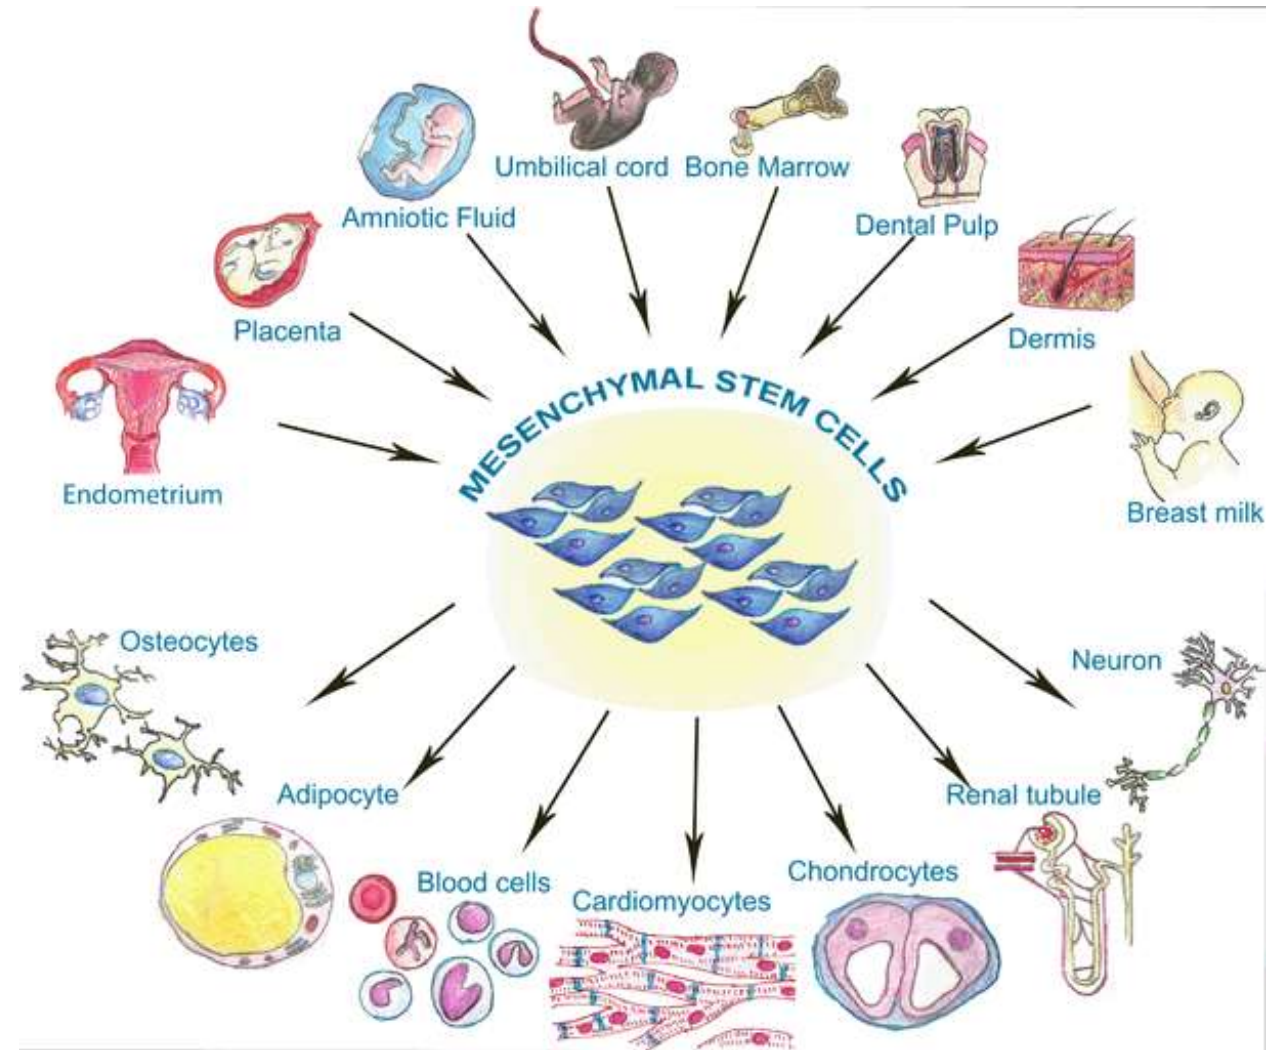 Umbilical cord
Bone Marrow
Amniotic Fluid
Dental Pulp
Placenta
Dermis
MESENCHYMAL STEM CELLS
Endometrium
Breast milk
Osteocytes
Neuron
Adipocyte
Renal tubule
Blood cells
Cardiomyocytes
Chondrocytes